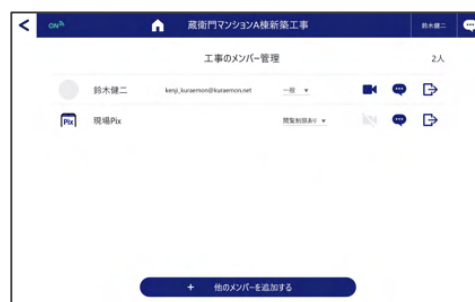 ON
蔵衛門マンションA棟新築工事
鈴木健二
工事のメンバー管理
2人
鈴木健二
kenji_kuraemon@kuraemon.net
一般
Pix
現場Pix
閲覧制限あり
+ 他のメンバーを追加する